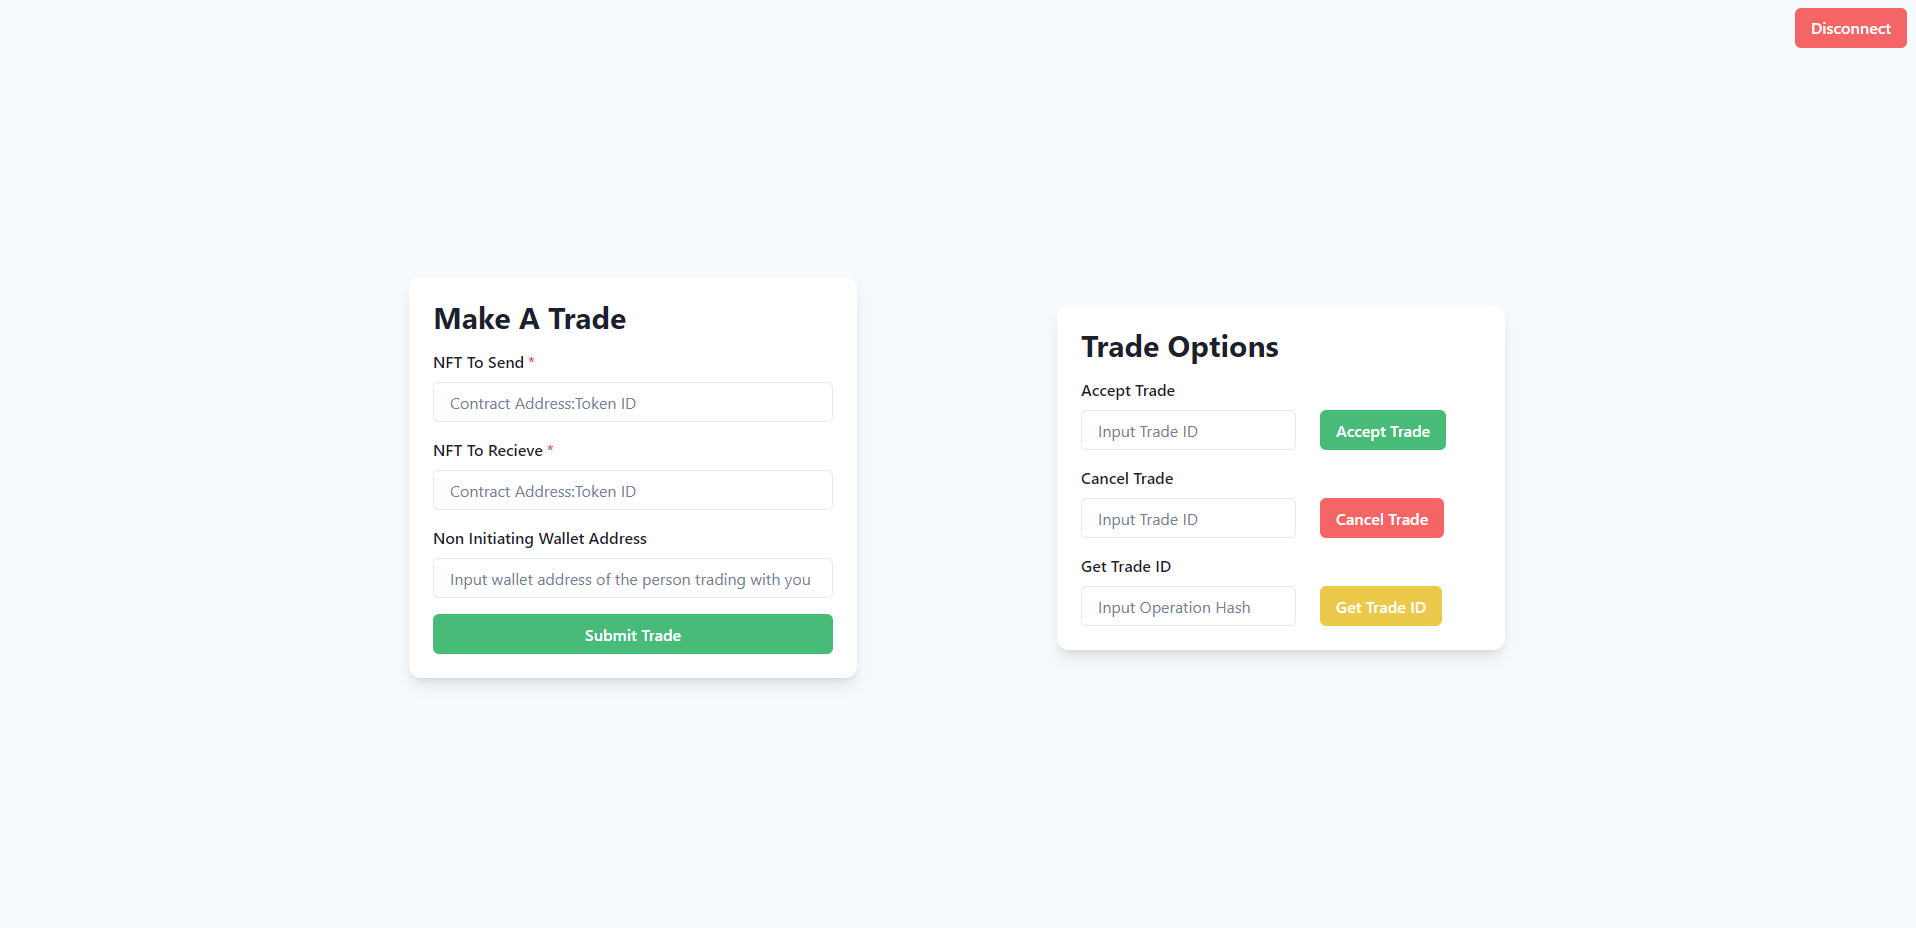 Disconnect
Make A Trade
NFT To Send *
Contract Address:Token ID
NFT To Recieve *
Contract Address:Token ID
Non Initiating Wallet Address
Input wallet address of the person trading with you
Submit Trade
Trade Options
Accept Trade
Input Trade ID
Accept Trade
Cancel Trade
Input Trade ID
Cancel Trade
Get Trade ID
Input Operation Hash
Get Trade ID